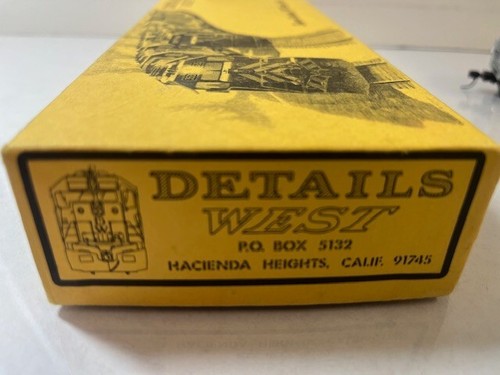 DETAILS
WEST
P.O. BOX 5132
HACIENDA HEIGHTS, CALIF. 91745